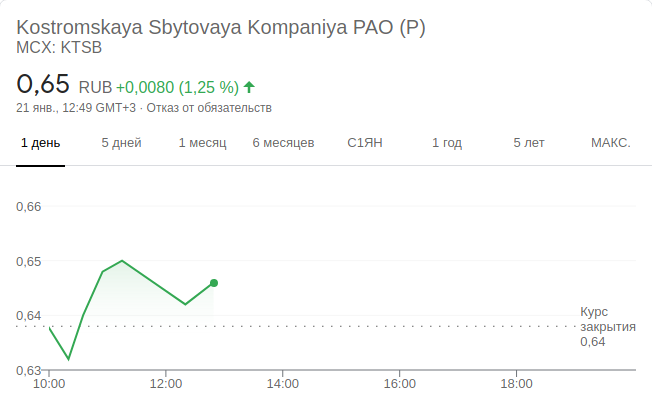 Kostromskaya Sbytovaya Kompaniya PAO (P)
MCX: KTSB
0,65 RUB +0,0080 (1,25 %)
21 янв., 12:49 GMT+3 · Отказ от обязательств
1 день 5 дней 1 месяц 6 месяцев С1ЯН 1 год 5 лет МАКС.
0,66
0,65
0,64
Курс
закрытия
0,64
0,63
10:00 12:00 14:00 16:00 18:00